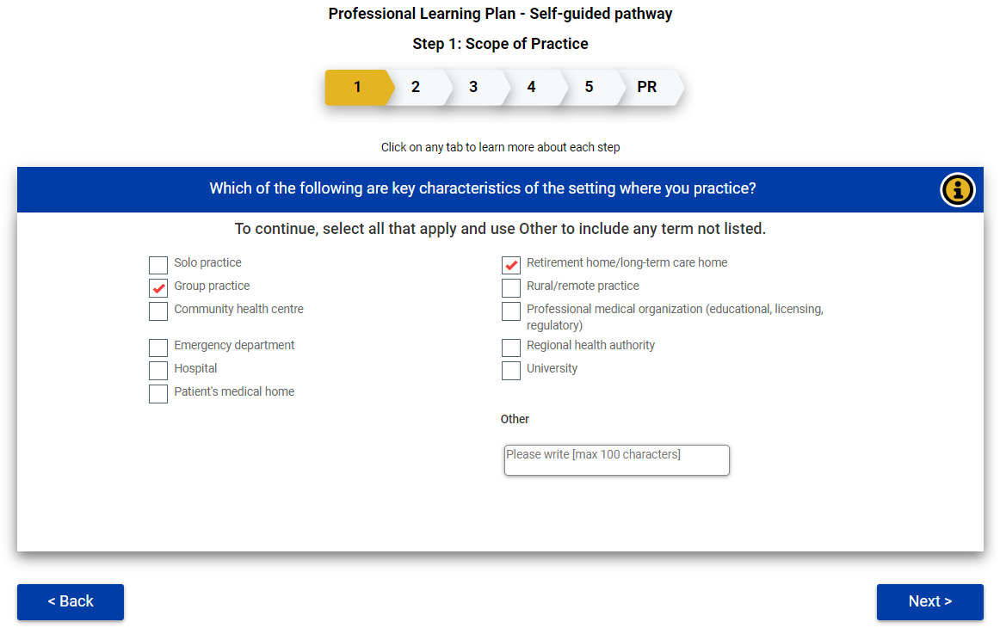 Professional Learning Plan - Self-guided pathway
Step 1: Scope of Practice
1 2 3 4 5 PR
Click on any tab to learn more about each step
Which of the following are key characteristics of the setting where you practice?
To continue, select all that apply and use Other to include any term not listed.
Solo practice
Group practice
Community health centre
Emergency department
Hospital
Patient's medical home
Retirement home/long-term care home
Rural/remote practice
Professional medical organization (educational, licensing,
regulatory)
Regional health authority
University
Other
Please write [max 100 characters]
< Back
Next >